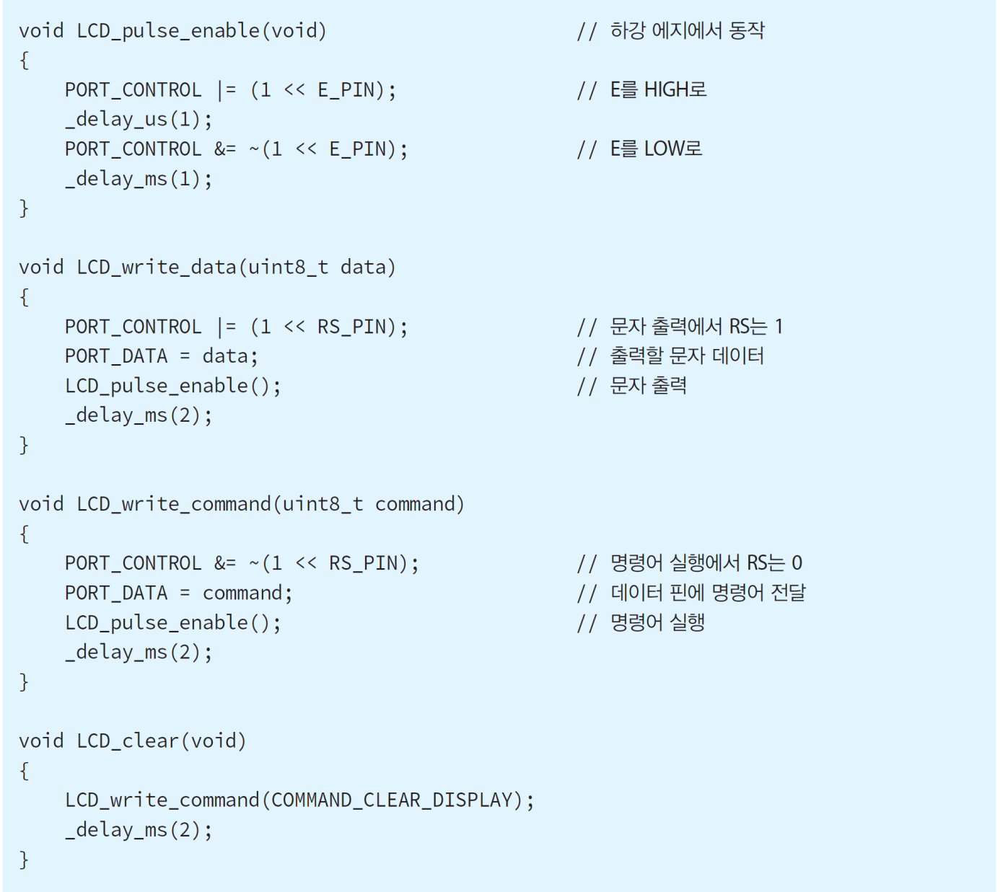 void LCD_pulse_enable(void) // 하강 에지에서 동작
{
    PORT_CONTROL |= (1 << E_PIN); // E를 HIGH로
    _delay_us(1);
    PORT_CONTROL &= ~(1 << E_PIN); // E를 LOW로
    _delay_ms(1);
}

void LCD_write_data(uint8_t data)
{
    PORT_CONTROL |= (1 << RS_PIN); // 문자 출력에서 RS는 1
    PORT_DATA = data; // 출력할 문자 데이터
    LCD_pulse_enable(); // 문자 출력
    _delay_ms(2);
}

void LCD_write_command(uint8_t command)
{
    PORT_CONTROL &= ~(1 << RS_PIN); // 명령어 실행에서 RS는 0
    PORT_DATA = command; // 데이터 핀에 명령어 전달
    LCD_pulse_enable(); // 명령어 실행
    _delay_ms(2);
}

void LCD_clear(void)
{
    LCD_write_command(COMMAND_CLEAR_DISPLAY);
    _delay_ms(2);
}